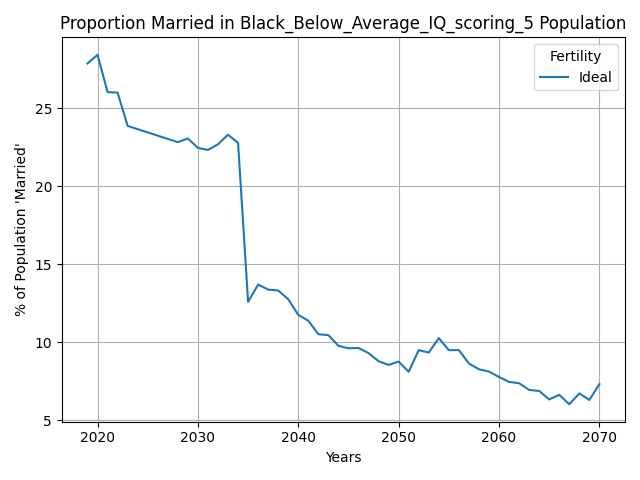 Proportion Married in Black_Below_Average_IQ_scoring_5 Population
Fertility
Ideal
% of Population 'Married'
25
20
15
10
5
2020 2030 2040 2050 2060 2070
Years